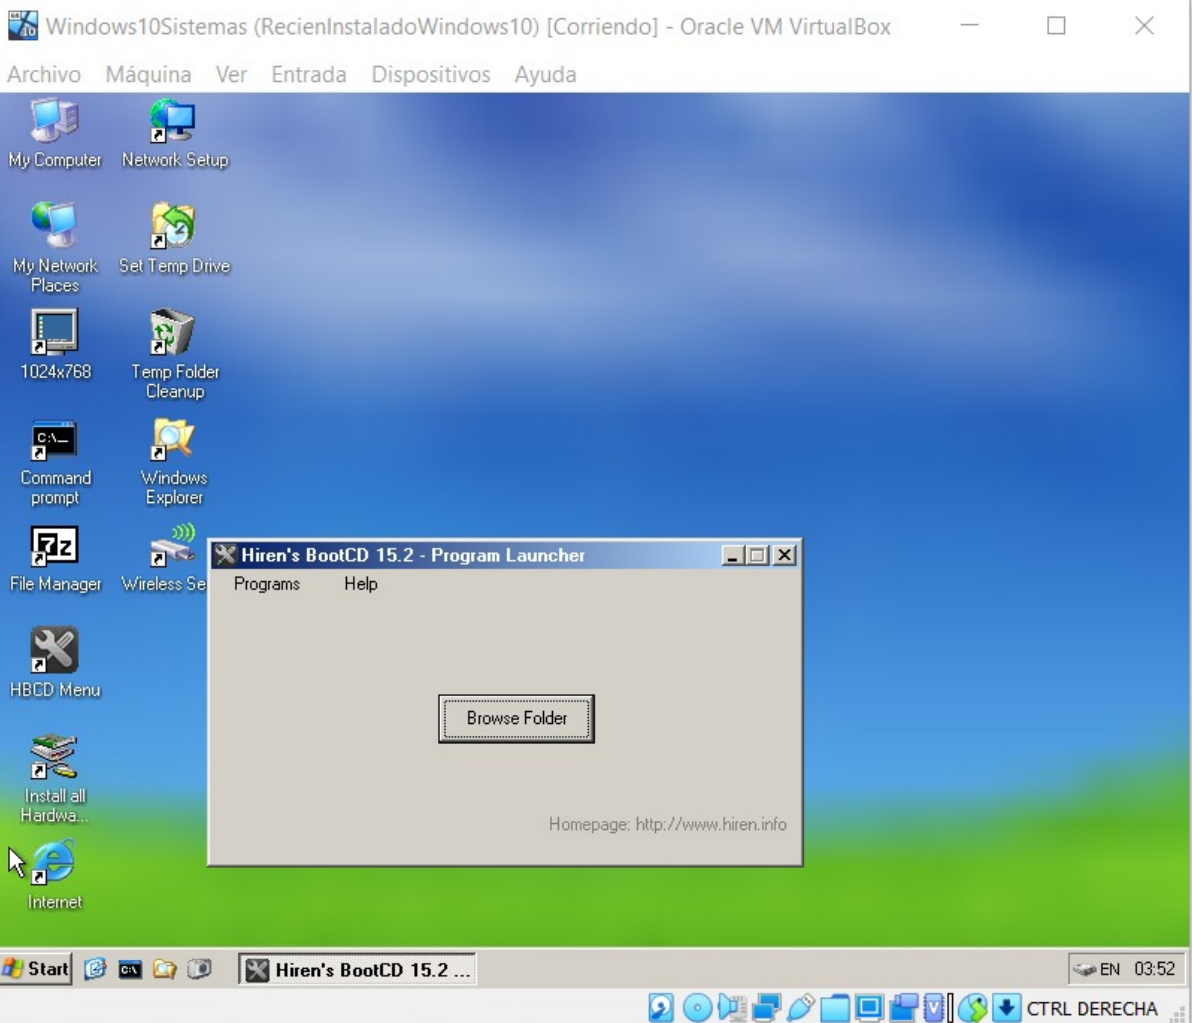 Windows10Sistemas (RecienInstaladoWindows10) [Corriendo] - Oracle VM VirtualBox
Archivo Máquina Ver Entrada Dispositivos Ayuda
My Computer
Network Setup
My Network
Places
Set Temp Drive
1024x768
Temp Folder
Cleanup
C:\_
Command
prompt
Windows
Explorer
7z
File Manager
Wireless Se
HBCD Menu
Install all
Hardwa...
Internet
Hiren's BootCD 15.2 - Program Launcher
Programs Help
Browse Folder
Homepage: http://www.hiren.info
Start
Hiren's BootCD 15.2 ...
EN 03:52
CTRL DERECHA